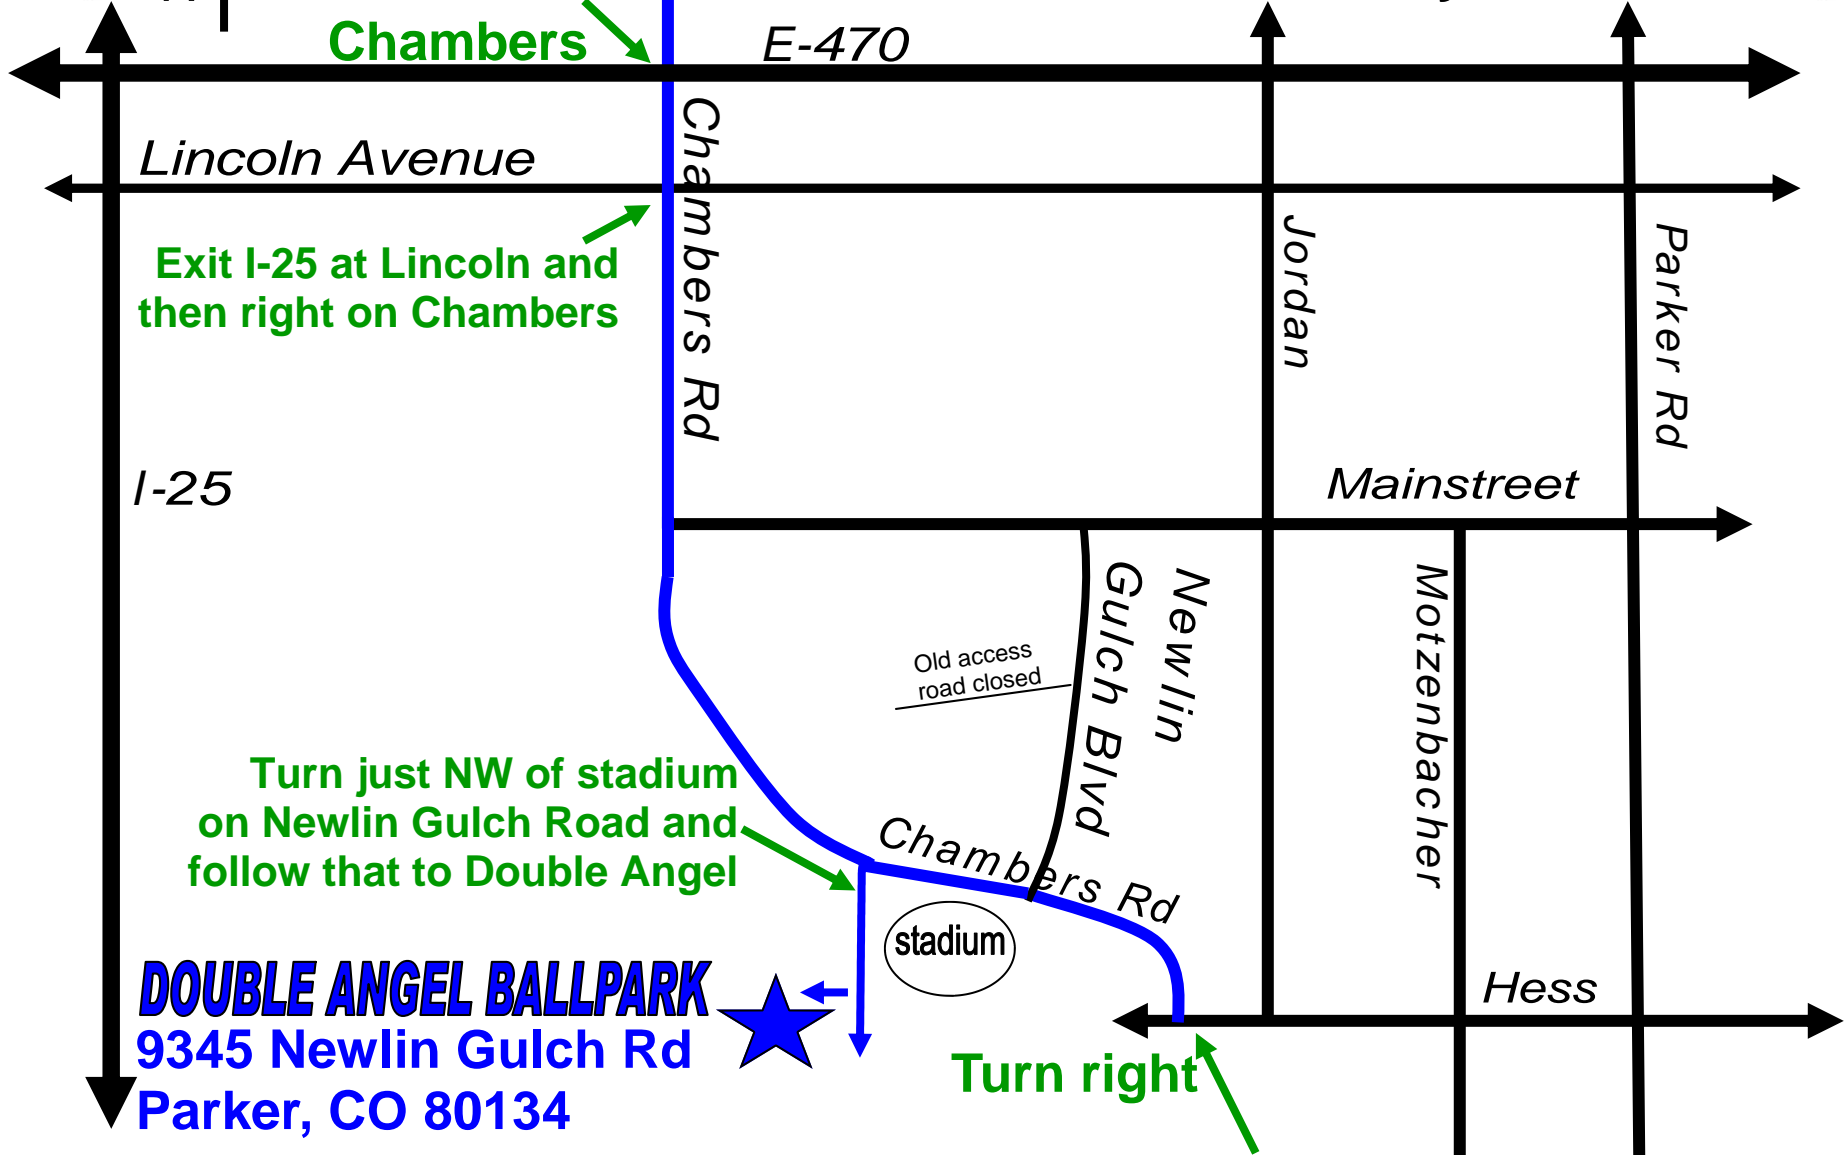 Chambers
E-470
Lincoln Avenue
Chambers Rd
Exit I-25 at Lincoln and
then right on Chambers
Jordan
Parker Rd
I-25
Mainstreet
Newlin
Gulch Blvd
Motzenbacher
Old access
road closed
Turn just NW of stadium
on Newlin Gulch Road and
follow that to Double Angel
Chambers Rd
stadium
DOUBLE ANGEL BALLPARK
9345 Newlin Gulch Rd
Parker, CO 80134
Hess
Turn right